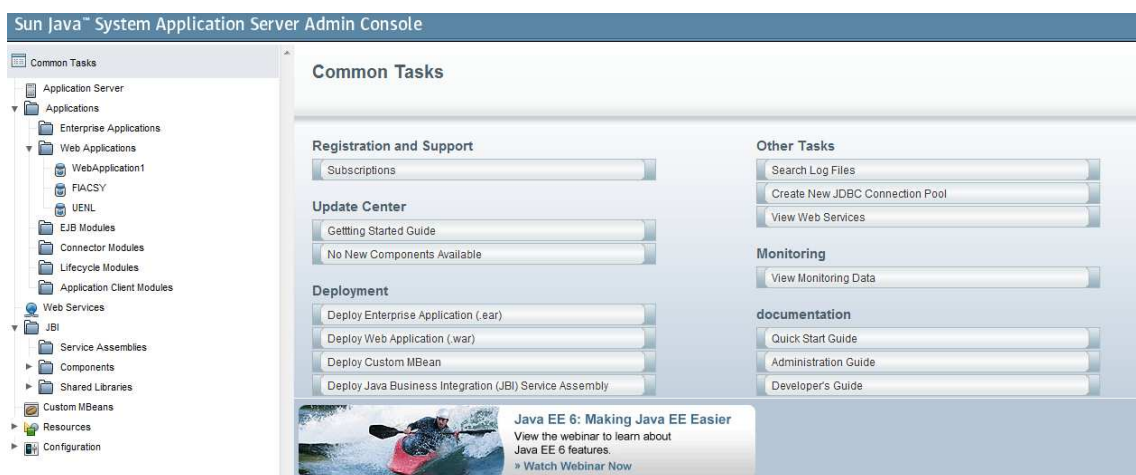 Sun Java™ System Application Server Admin Console
Common Tasks
Application Server
Applications
Enterprise Applications
Web Applications
WebApplication1
FIACSY
UENL
EJB Modules
Connector Modules
Lifecycle Modules
Application Client Modules
Web Services
JBI
Service Assemblies
Components
Shared Libraries
Custom MBeans
Resources
Configuration
Common Tasks
Registration and Support
Subscriptions
Update Center
Gettting Started Guide
No New Components Available
Deployment
Deploy Enterprise Application (.ear)
Deploy Web Application (.war)
Deploy Custom MBean
Deploy Java Business Integration (JBI) Service Assembly
Other Tasks
Search Log Files
Create New JDBC Connection Pool
View Web Services
Monitoring
View Monitoring Data
documentation
Quick Start Guide
Administration Guide
Developer's Guide
Java EE 6: Making Java EE Easier
View the webinar to learn about
Java EE 6 features.
» Watch Webinar Now